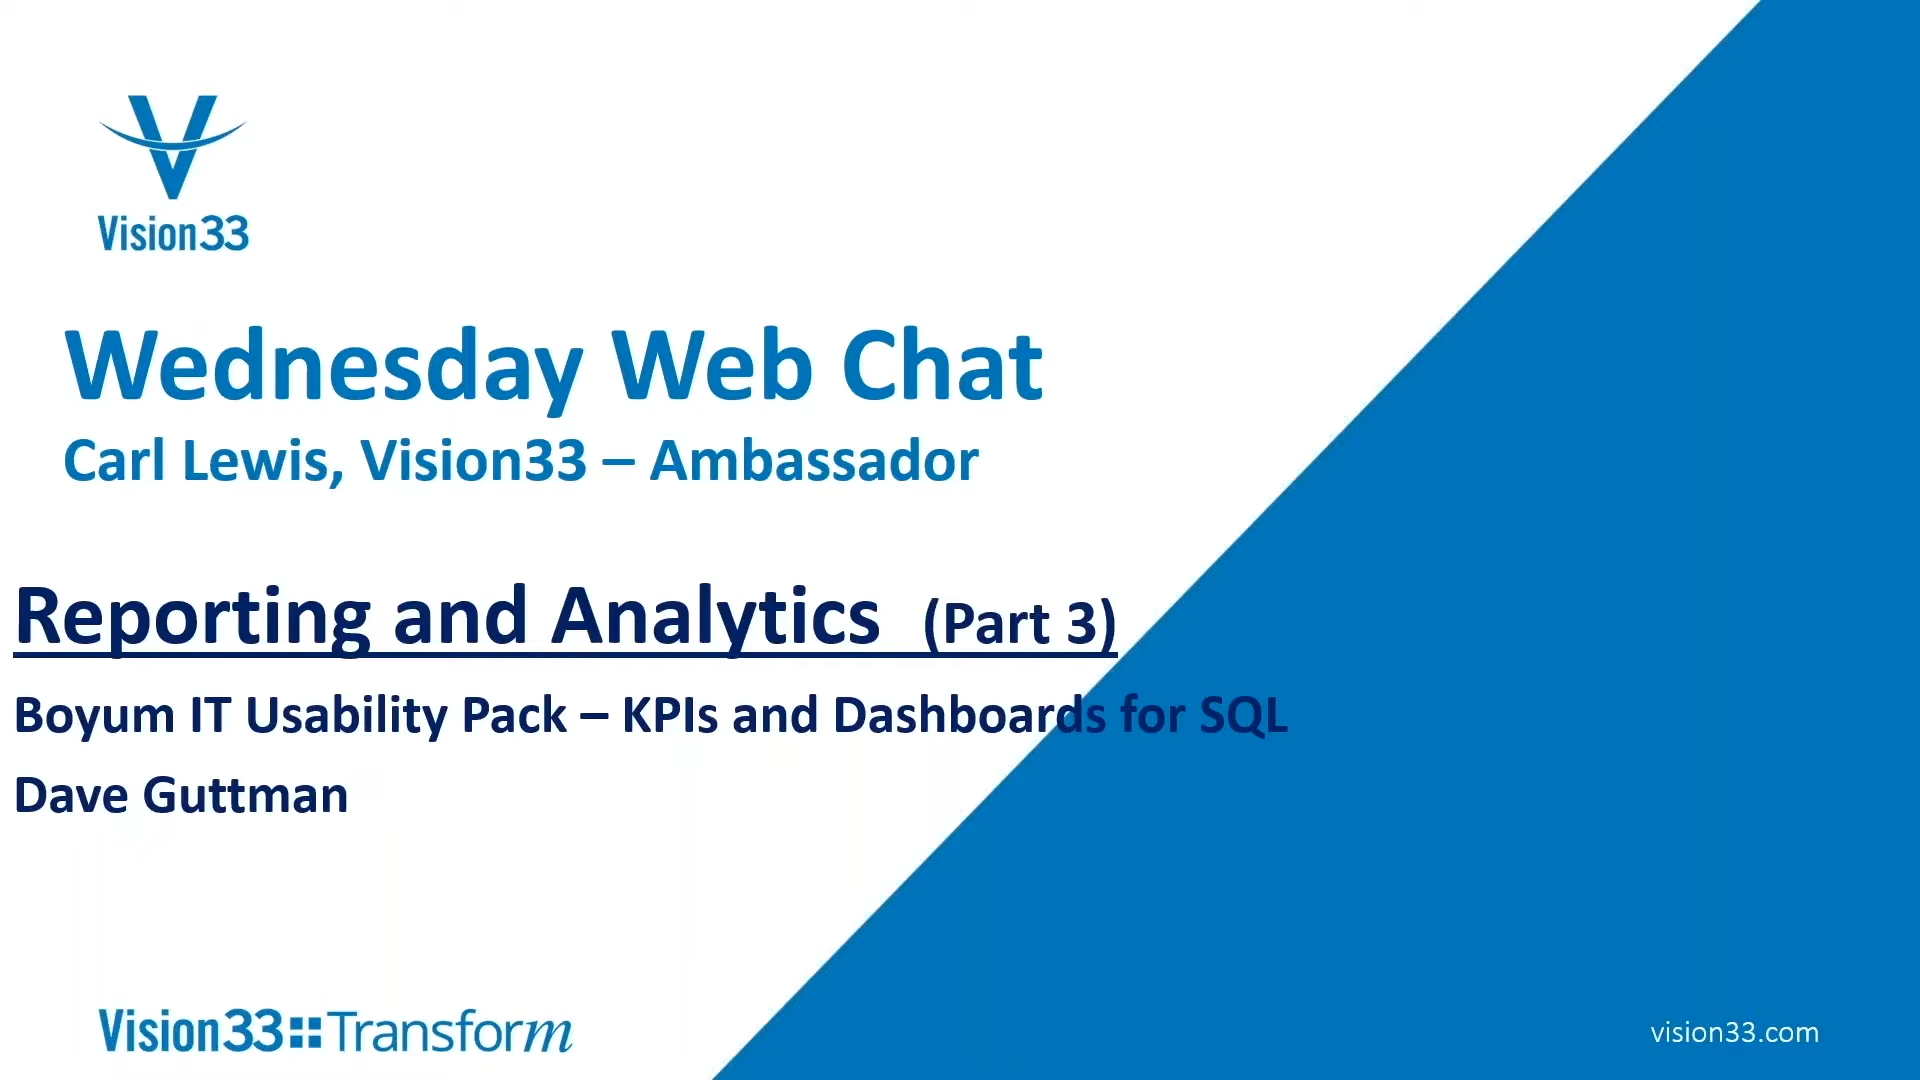 Vision33
Wednesday Web Chat
Carl Lewis, Vision33 – Ambassador
Reporting and Analytics (Part 3)
Boyum IT Usability Pack – KPIs and Dashboards for SQL
Dave Guttman
Vision33::Transform
vision33.com